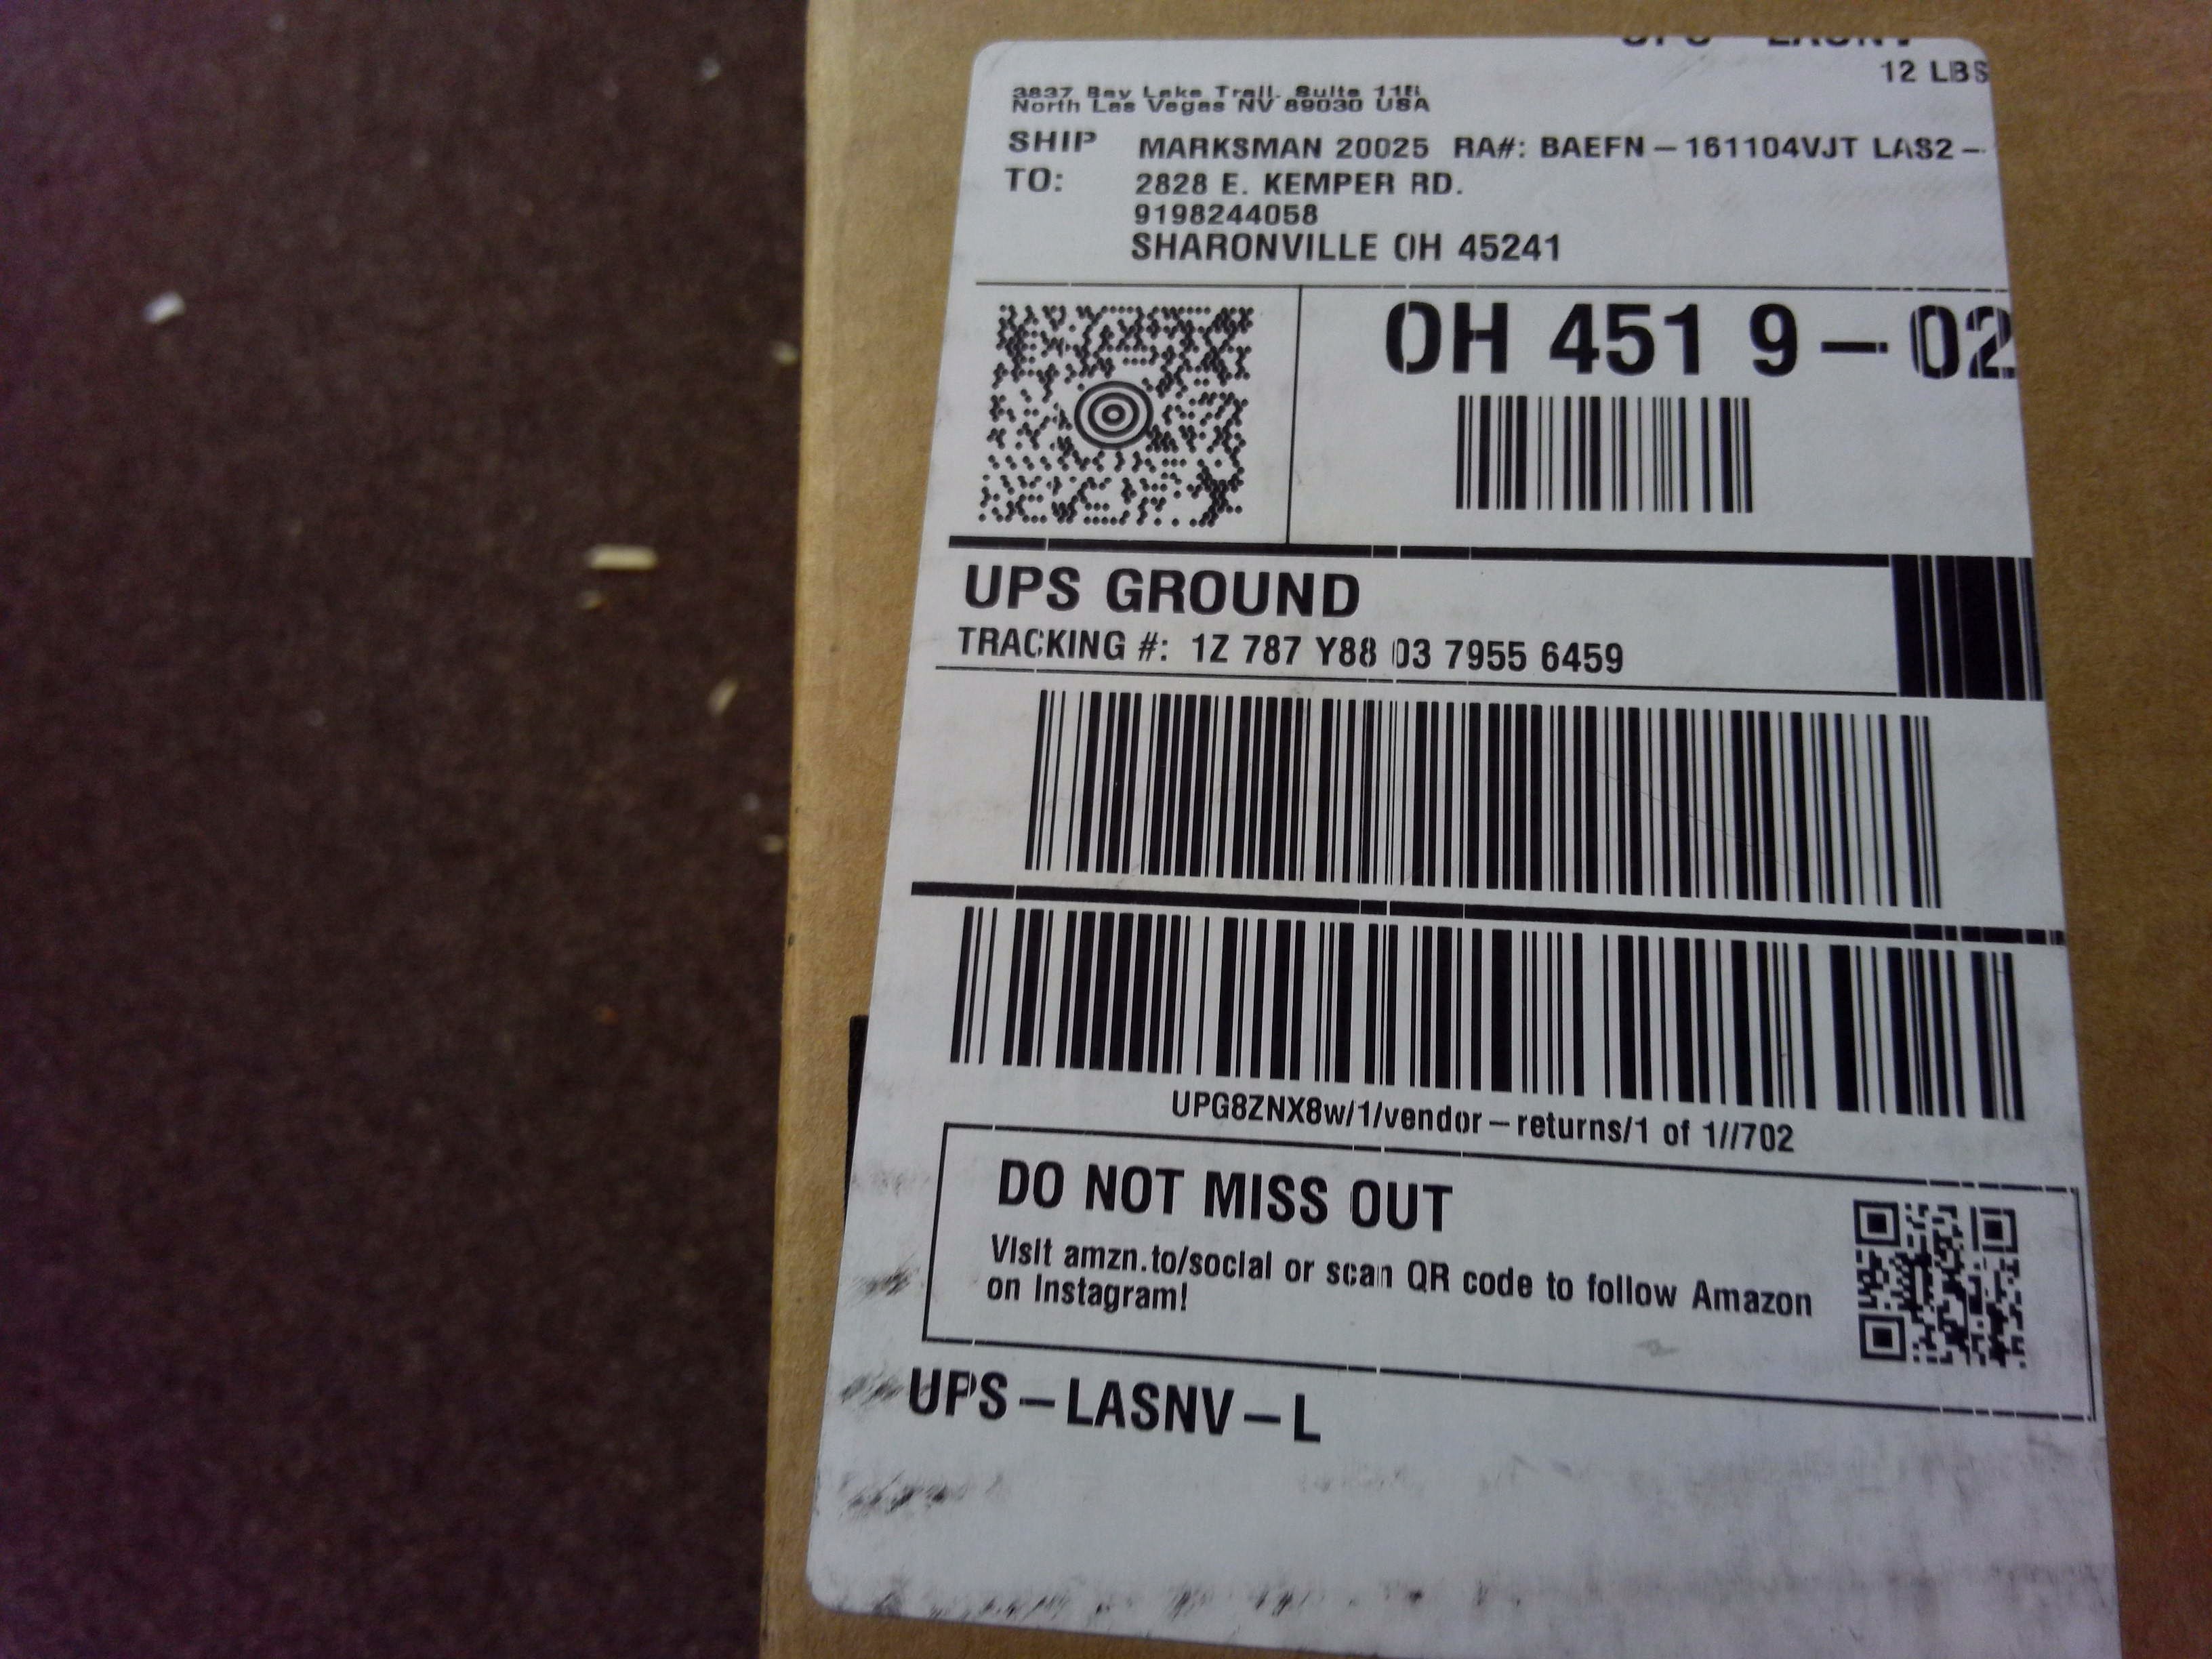 12 LBS
3837 Bay Lake Trail, Suite
North Las Vegas NV 89030 USA
SHIP TO:
MARKSMAN 20025 RA#: BAEFN-161104VJT LAS2-
2828 E. KEMPER RD.
9198244058
SHARONVILLE OH 45241
OH 451 9-02
UPS GROUND
TRACKING #: 1Z 787 Y88 03 7955 6459
UPG8ZNX8w/1/vendor-returns/1 of 1//702
DO NOT MISS OUT
Visit amzn.to/social or scan QR code to follow Amazon
on Instagram!
UPS-LASNV-L